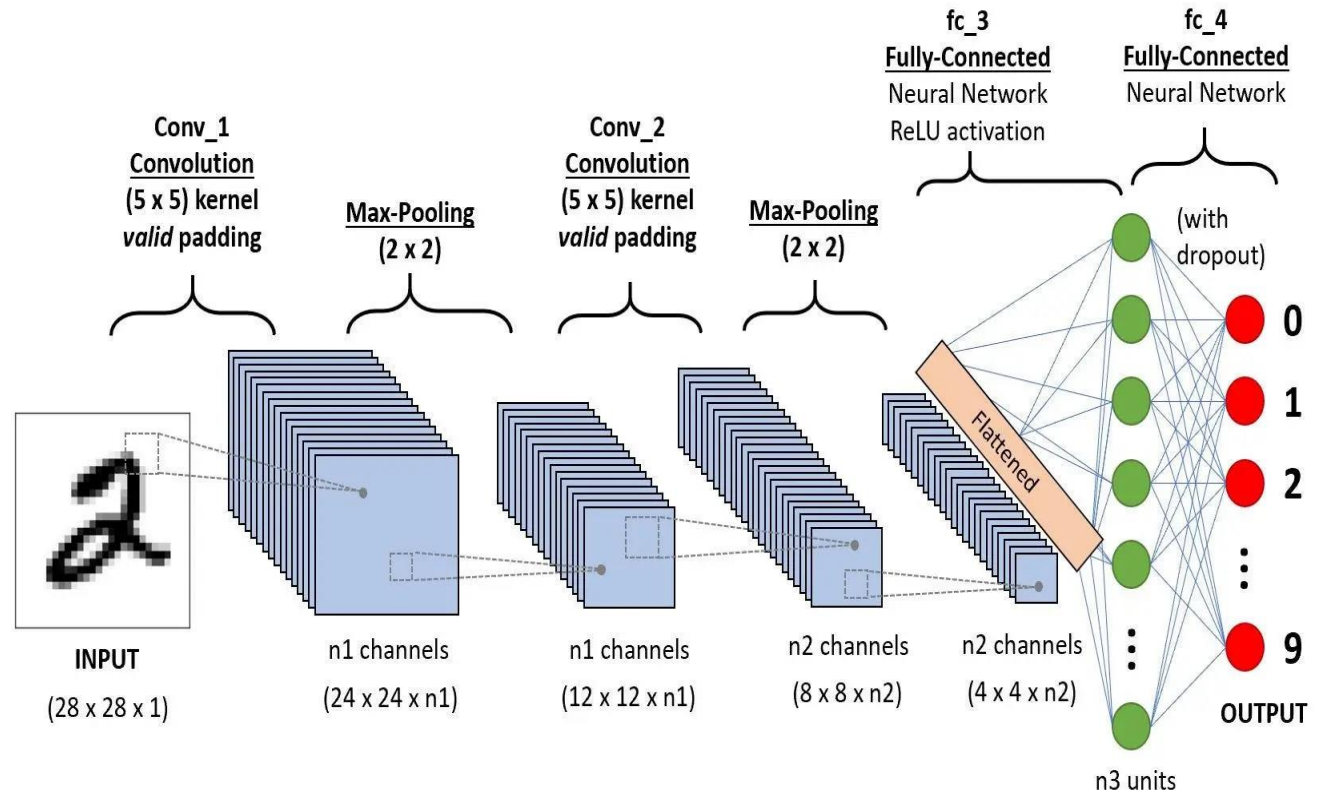 Conv_1
Convolution
(5 x 5) kernel
valid padding
Max-Pooling
(2 x 2)
Conv_2
Convolution
(5 x 5) kernel
valid padding
Max-Pooling
(2 x 2)
fc_3
Fully-Connected
Neural Network
ReLU activation
fc_4
Fully-Connected
Neural Network
(with
dropout)
Flattened
0
1
2
9
OUTPUT
2
INPUT
(28 x 28 x 1)
n1 channels
(24 x 24 x n1)
n1 channels
(12 x 12 x n1)
n2 channels
(8 x 8 x n2)
n2 channels
(4 x 4 x n2)
n3 units